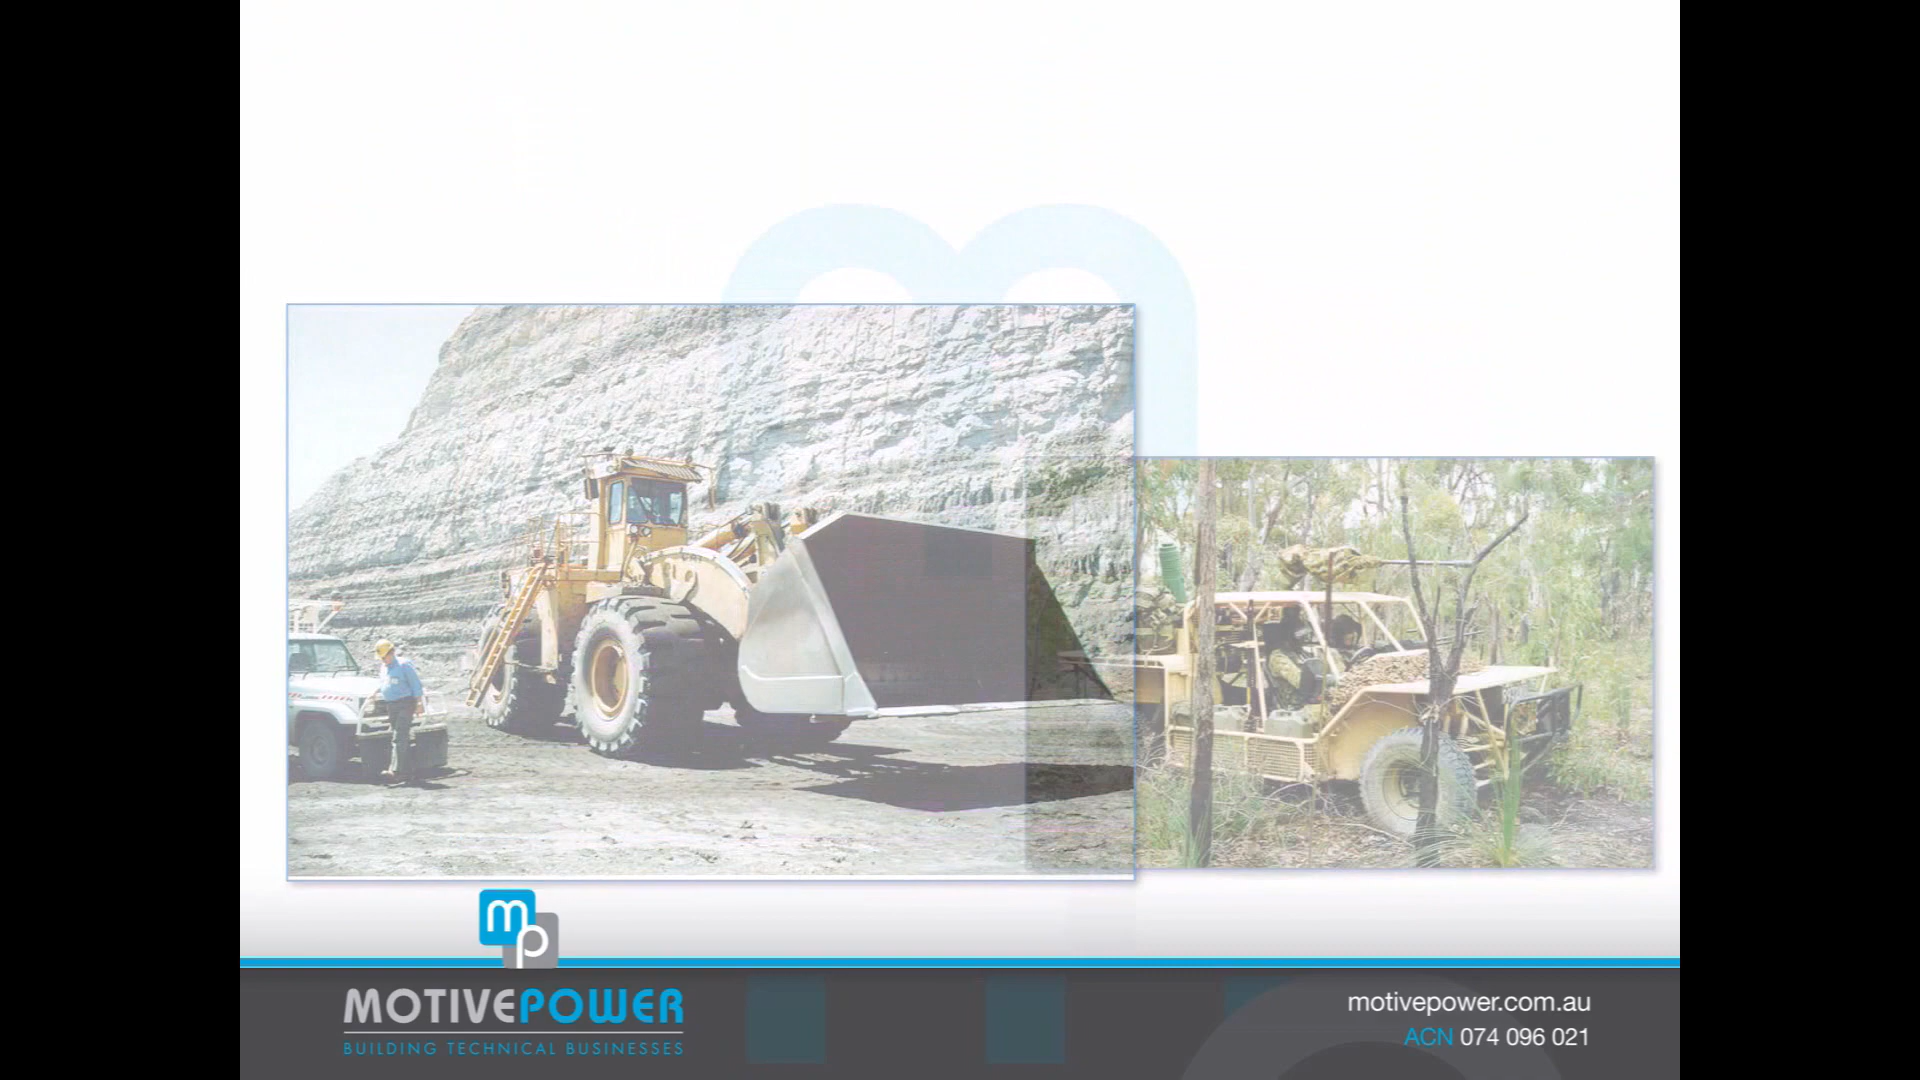 mp
MOTIVEPOWER
BUILDING TECHNICAL BUSINESSES
motivepower.com.au
ACN 074 096 021